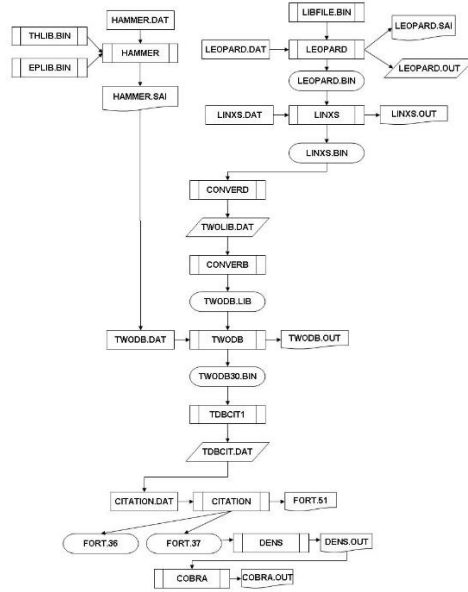 HAMMER.DAT
LIBFILE.BIN
THLIB.BIN
HAMMER
EPLIB.BIN
LEOPARD.DAT
LEOPARD
LEOPARD.SAI
LEOPARD.OUT
LEOPARD.BIN
HAMMER.SAI
LINXS.DAT
LINXS
LINXS.OUT
LINXS.BIN
CONVERD
TWOLIB.DAT
CONVERB
TWODB.LIB
TWODB.DAT
TWODB
TWODB.OUT
TWODB30.BIN
TDBCIT1
TDBCIT.DAT
CITATION.DAT
CITATION
FORT.51
FORT.36
FORT.37
DENS
DENS.OUT
COBRA
COBRA.OUT